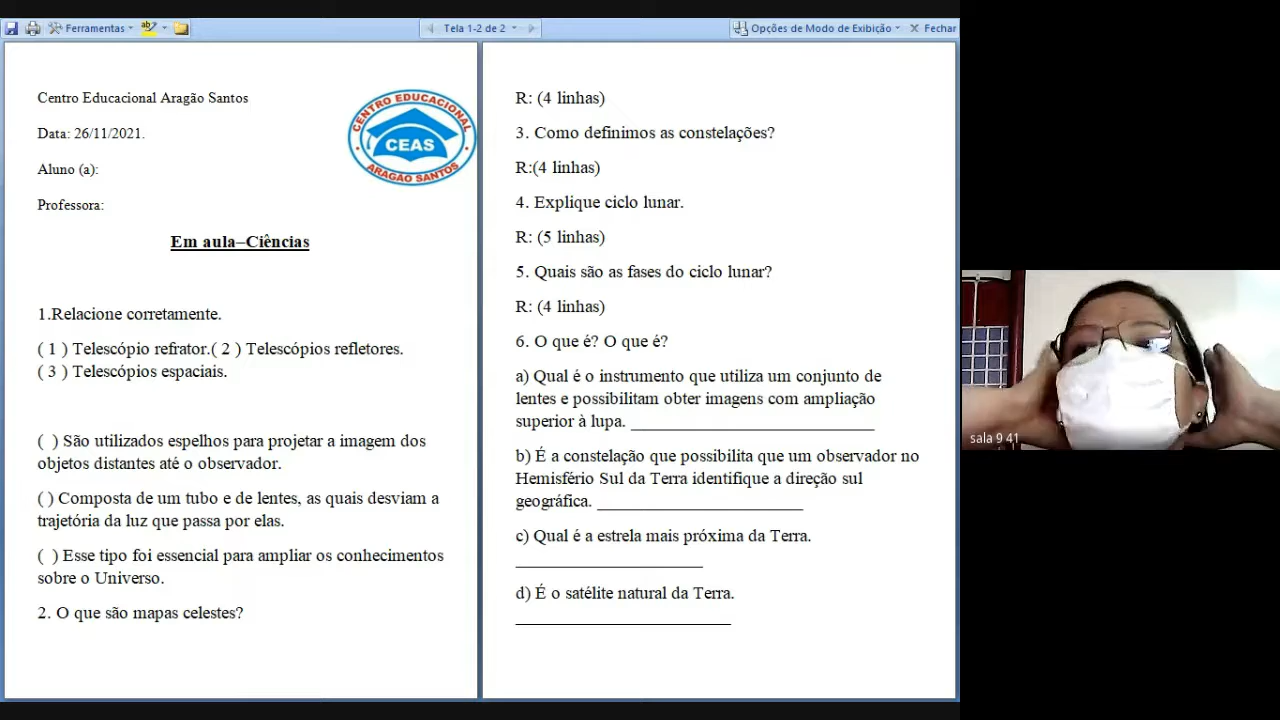 Ferramentas
Tela 1-2 de 2
Opções de Modo de Exibição
Fechar
Centro Educacional Aragão Santos
Data: 26/11/2021.
Aluno (a):
Professora:
CENTRO EDUCACIONAL
CEAS
ARAGÃO SANTOS
Em aula–Ciências
1.Relacione corretamente.
( 1 ) Telescópio refrator.( 2 ) Telescópios refletores.
( 3 ) Telescópios espaciais.
( ) São utilizados espelhos para projetar a imagem dos
objetos distantes até o observador.
( ) Composta de um tubo e de lentes, as quais desviam a
trajetória da luz que passa por elas.
( ) Esse tipo foi essencial para ampliar os conhecimentos
sobre o Universo.
2. O que são mapas celestes?
R: (4 linhas)
3. Como definimos as constelações?
R:(4 linhas)
4. Explique ciclo lunar.
R: (5 linhas)
5. Quais são as fases do ciclo lunar?
R: (4 linhas)
6. O que é? O que é?
a) Qual é o instrumento que utiliza um conjunto de
lentes e possibilitam obter imagens com ampliação
superior à lupa. __________________________
b) É a constelação que possibilita que um observador no
Hemisfério Sul da Terra identifique a direção sul
geográfica. ______________________
c) Qual é a estrela mais próxima da Terra.
____________________
d) É o satélite natural da Terra.
_______________________
sala 9 41